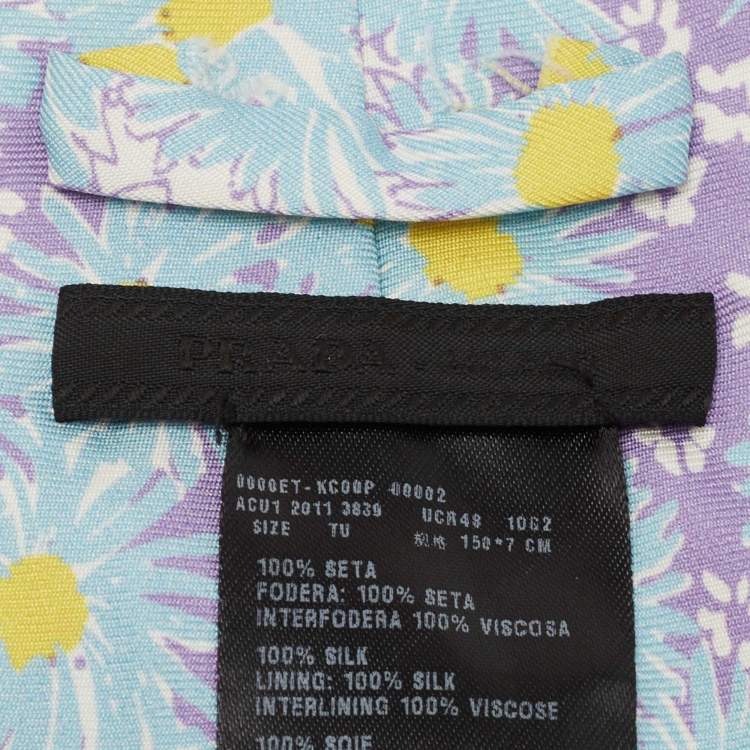 PRADA
0000ET-KC00P 00002
ACU1 2011 3839 UCR48 1062
SIZE TU 规格 150*7 CM
100% SETA
FODERA: 100% SETA
INTERFODERA 100% VISCOSA
100% SILK
LINING: 100% SILK
INTERLINING 100% VISCOSE
100% SOIE